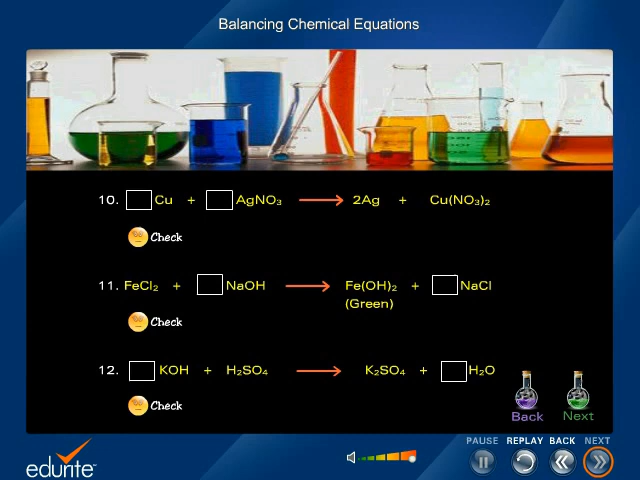 Balancing Chemical Equations
10. Cu + AgNO₃ ⟶ 2Ag + Cu(NO₃)₂
Check
11. FeCl₂ + NaOH ⟶ Fe(OH)₂ + NaCl
(Green)
Check
12. KOH + H₂SO₄ ⟶ K₂SO₄ + H₂O
Check
Back Next
PAUSE REPLAY BACK NEXT
edurite™